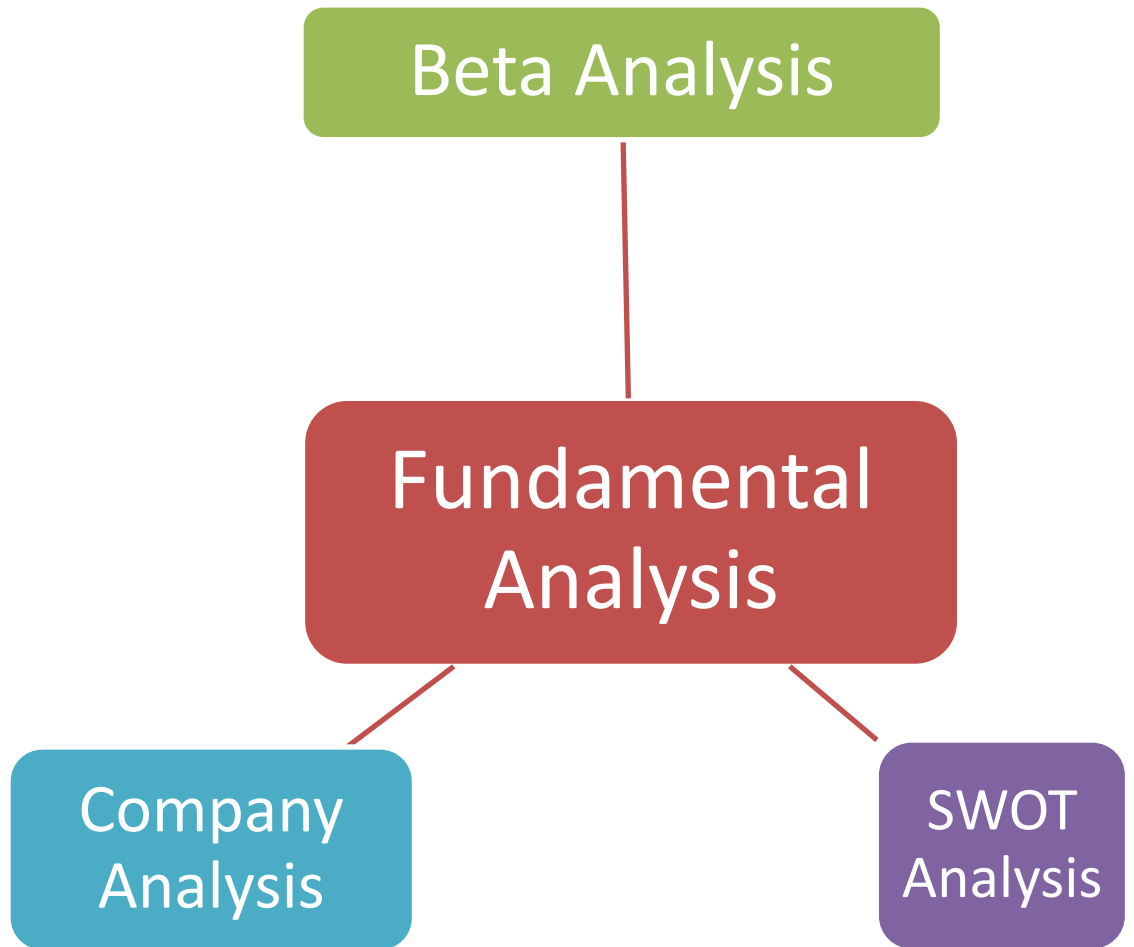 Beta Analysis
Fundamental
Analysis
Company
Analysis
SWOT
Analysis